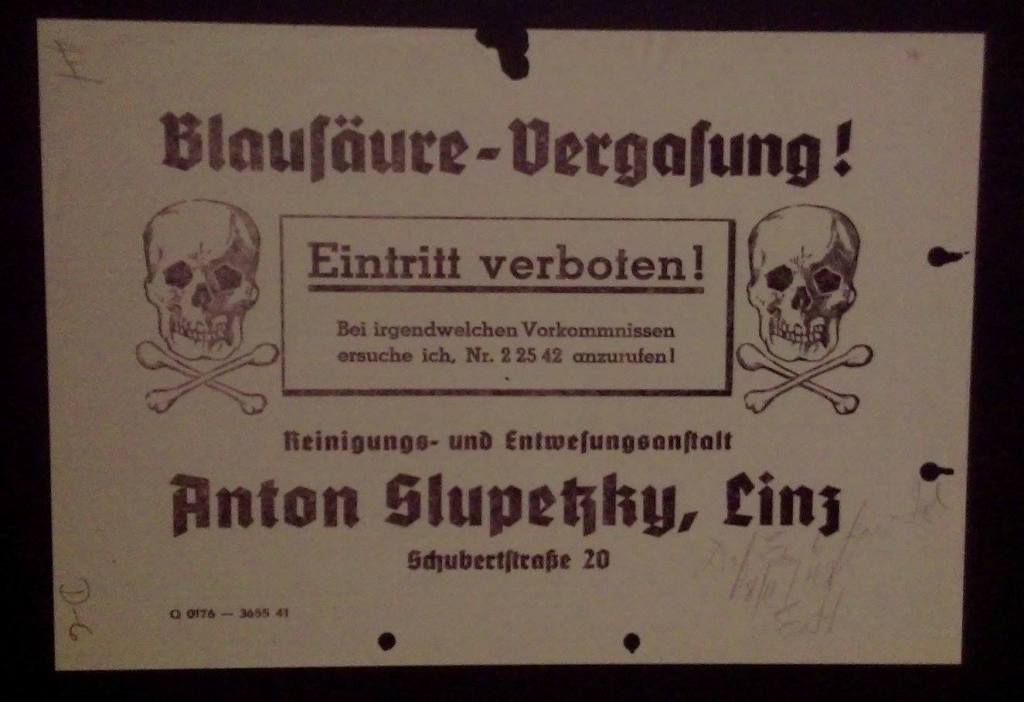 Blauſäure-Vergaſung!
Eintritt verboten!
Bei irgendwelchen Vorkommnissen
ersuche ich, Nr. 2 25 42 anzurufen!
Reinigungs- und Entweſungsanſtalt
Anton Slupetzky, Linz
Schubertſtraße 20
D-6
Q 0176 — 3655 41